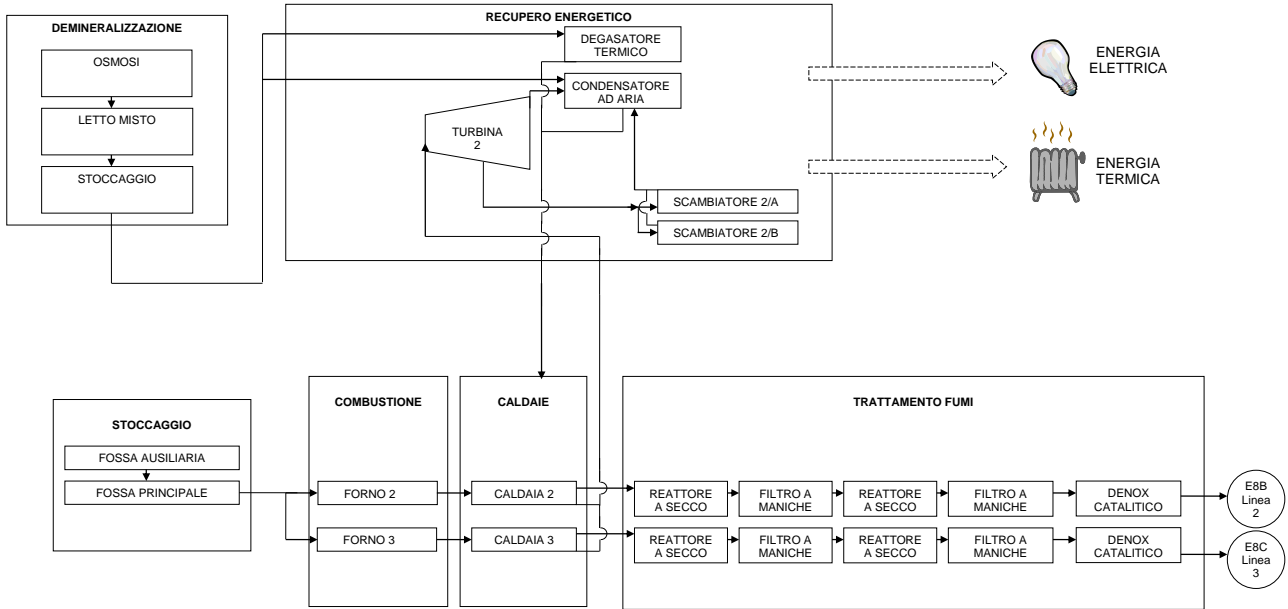 DEMINERALIZZAZIONE
OSMOSI
LETTO MISTO
STOCCAGGIO
RECUPERO ENERGETICO
DEGASATORE
TERMICO
CONDENSATORE
AD ARIA
TURBINA
2
SCAMBIATORE 2/A
SCAMBIATORE 2/B
ENERGIA
ELETTRICA
ENERGIA
TERMICA
STOCCAGGIO
FOSSA AUSILIARIA
FOSSA PRINCIPALE
COMBUSTIONE
FORNO 2
FORNO 3
CALDAIE
CALDAIA 2
CALDAIA 3
TRATTAMENTO FUMI
REATTORE
A SECCO
FILTRO A
MANICHE
REATTORE
A SECCO
FILTRO A
MANICHE
DENOX
CATALITICO
E8B
Linea
2
REATTORE
A SECCO
FILTRO A
MANICHE
REATTORE
A SECCO
FILTRO A
MANICHE
DENOX
CATALITICO
E8C
Linea
3